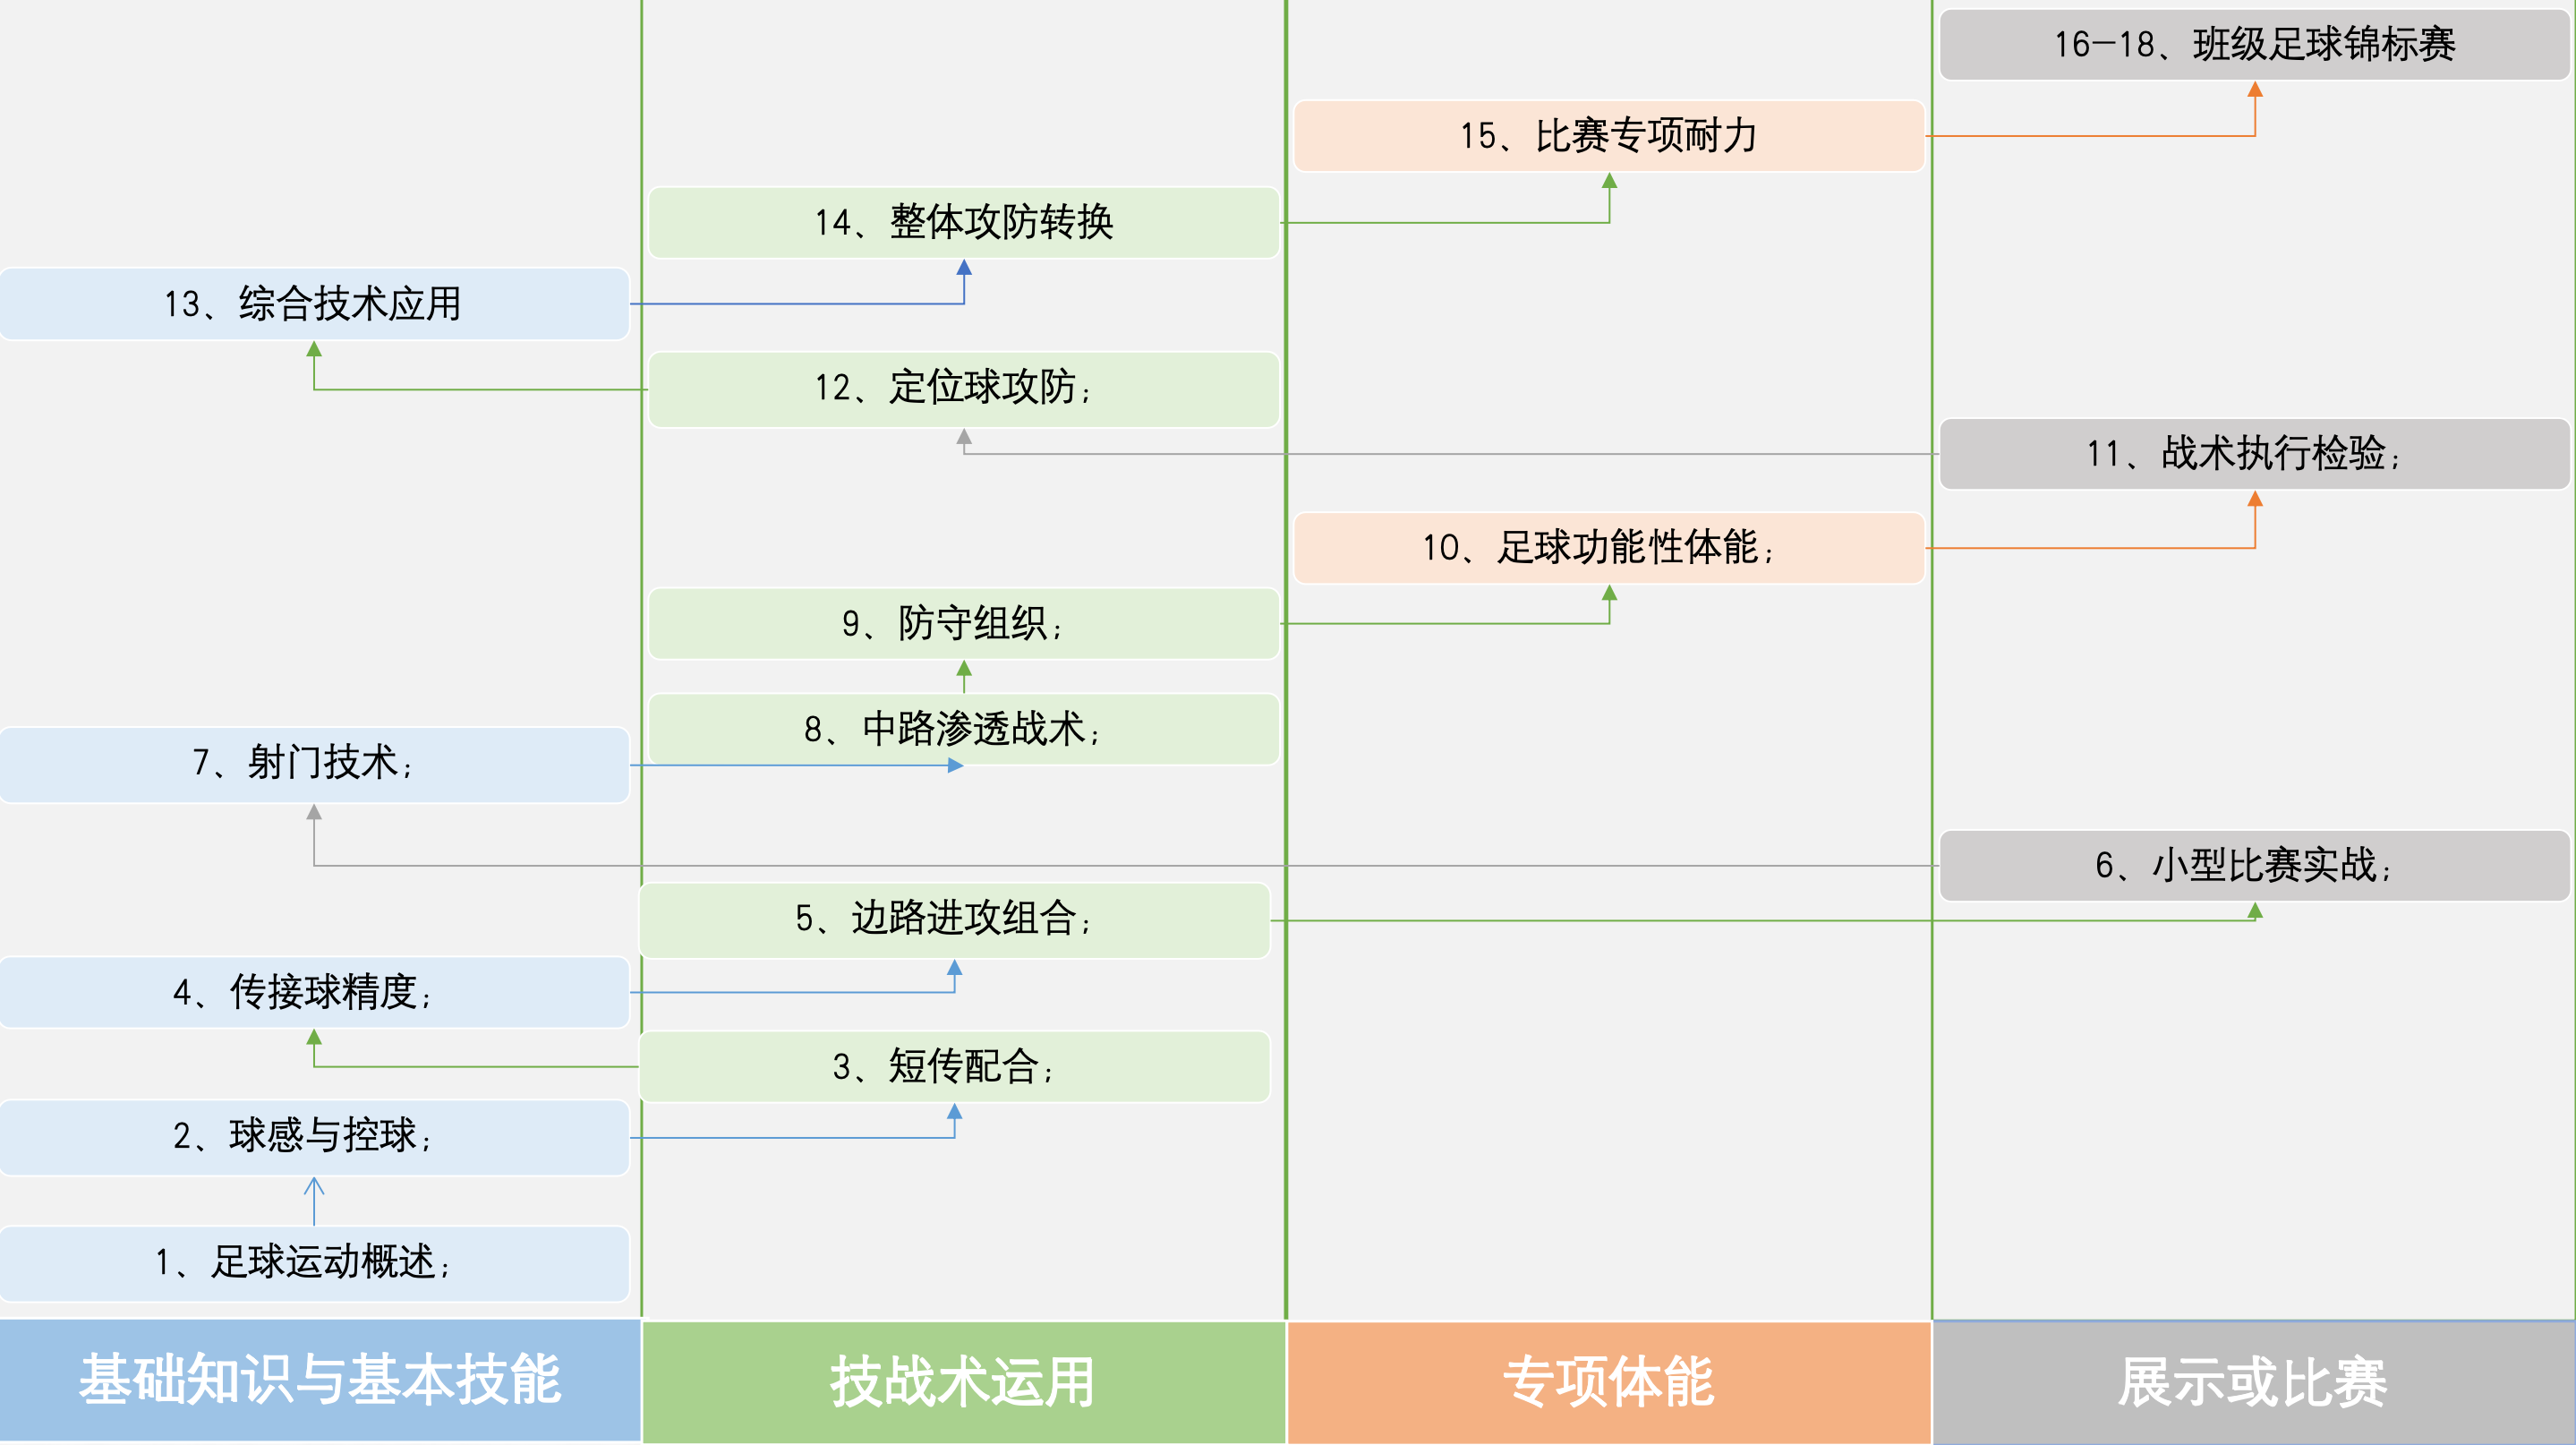 16-18、班级足球锦标赛
15、比赛专项耐力
14、整体攻防转换
13、综合技术应用
12、定位球攻防；
11、战术执行检验；
10、足球功能性体能；
9、防守组织；
8、中路渗透战术；
7、射门技术；
6、小型比赛实战；
5、边路进攻组合；
4、传接球精度；
3、短传配合；
2、球感与控球；
1、足球运动概述；
基础知识与基本技能
技战术运用
专项体能
展示或比赛